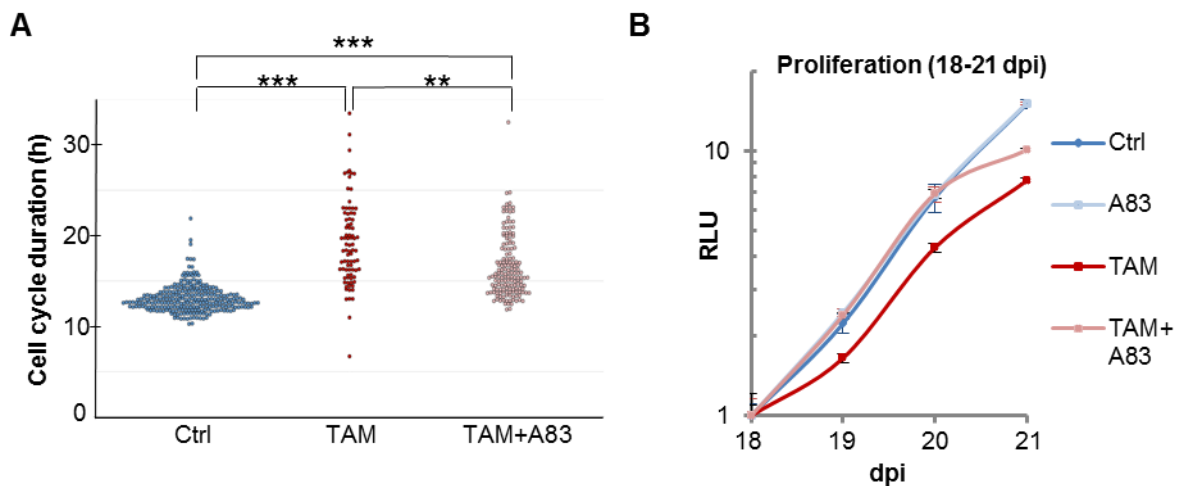 A
***
***
**
Cell cycle duration (h)
30
20
10
0
Ctrl
TAM
TAM+A83
B
Proliferation (18-21 dpi)
RLU
10
1
18
19
20
21
dpi
Ctrl
A83
TAM
TAM+
A83